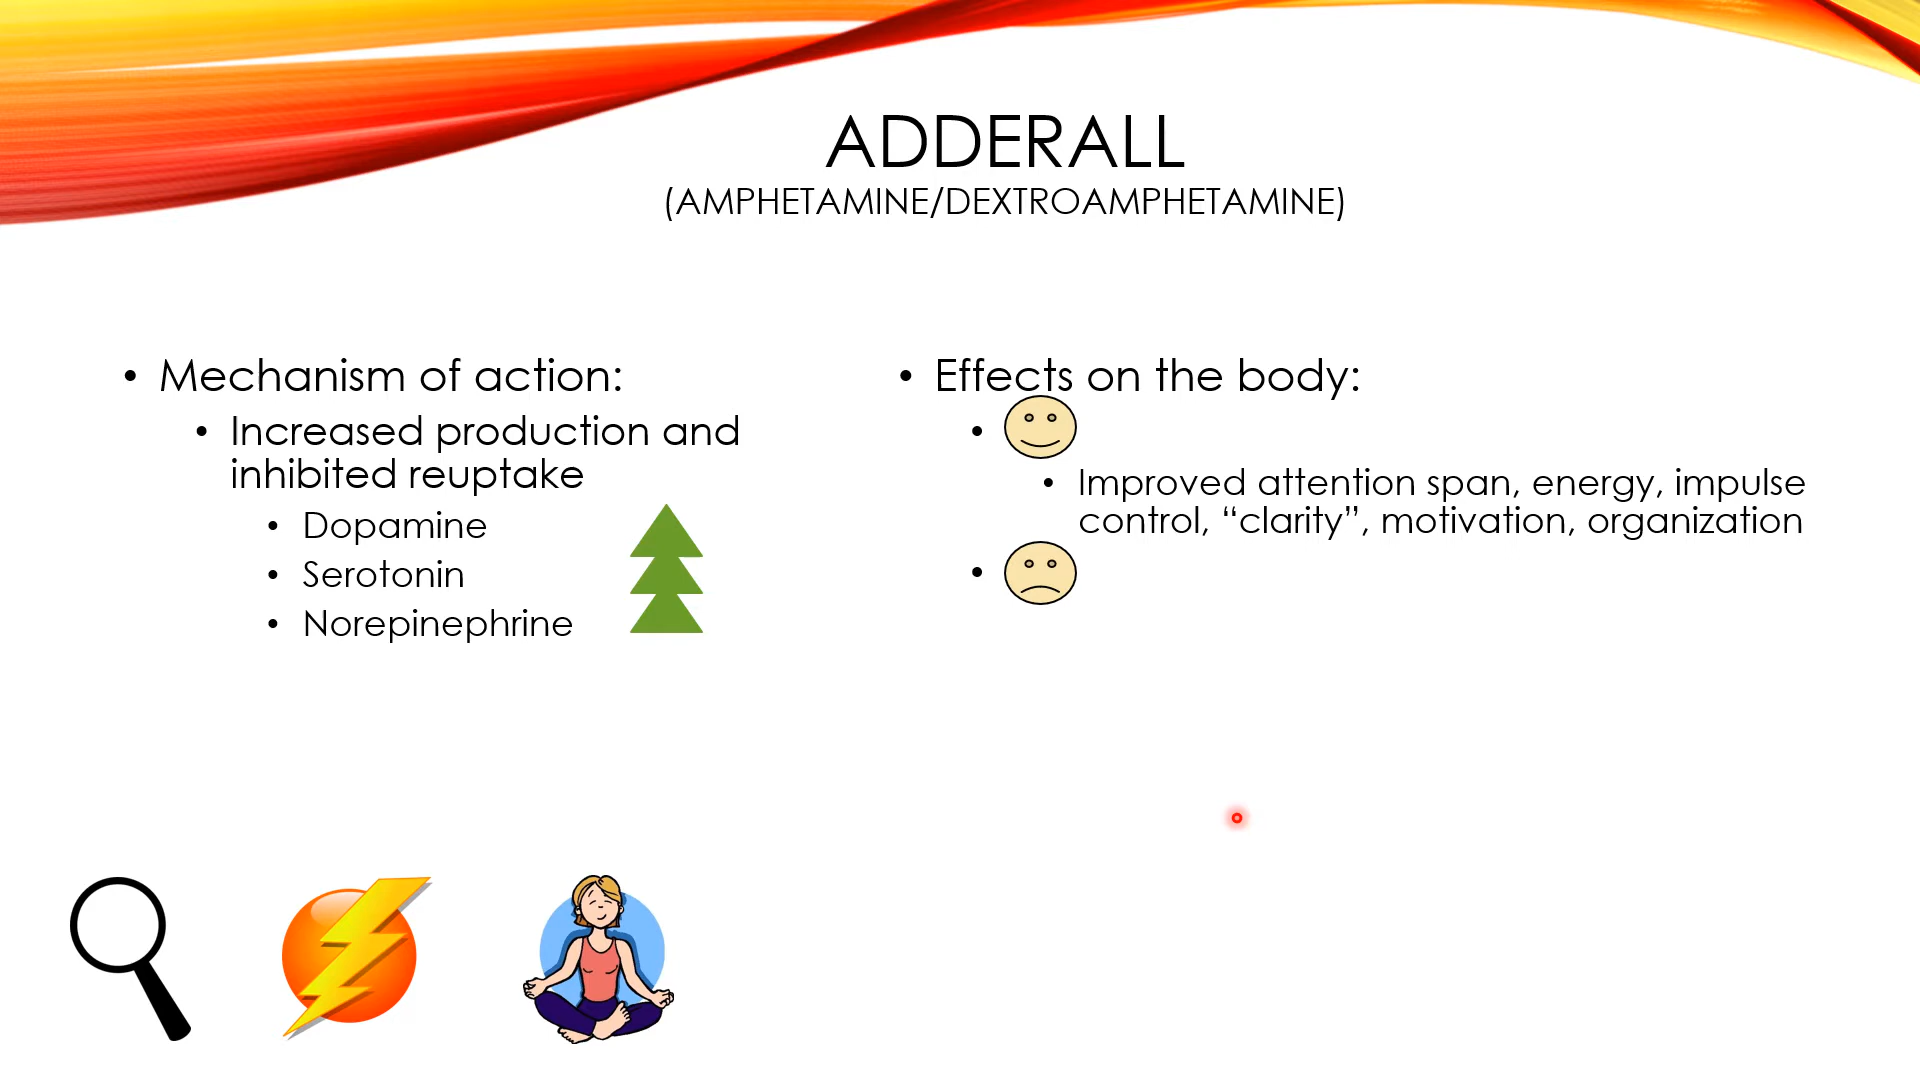 ADDERALL
(AMPHETAMINE/DEXTROAMPHETAMINE)
• Mechanism of action:
• Increased production and
inhibited reuptake
• Dopamine
• Serotonin
• Norepinephrine
• Effects on the body:
•
• Improved attention span, energy, impulse
control, “clarity”, motivation, organization
•